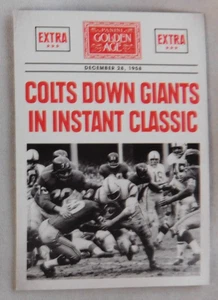 EXTRA
PANINI
GOLDEN
AGE
EXTRA
DECEMBER 28, 1958
COLTS DOWN GIANTS
IN INSTANT CLASSIC